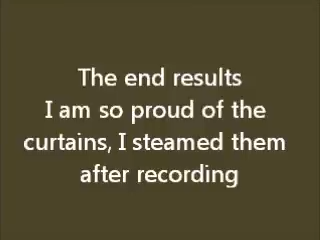 The end results
I am so proud of the
curtains, I steamed them
after recording